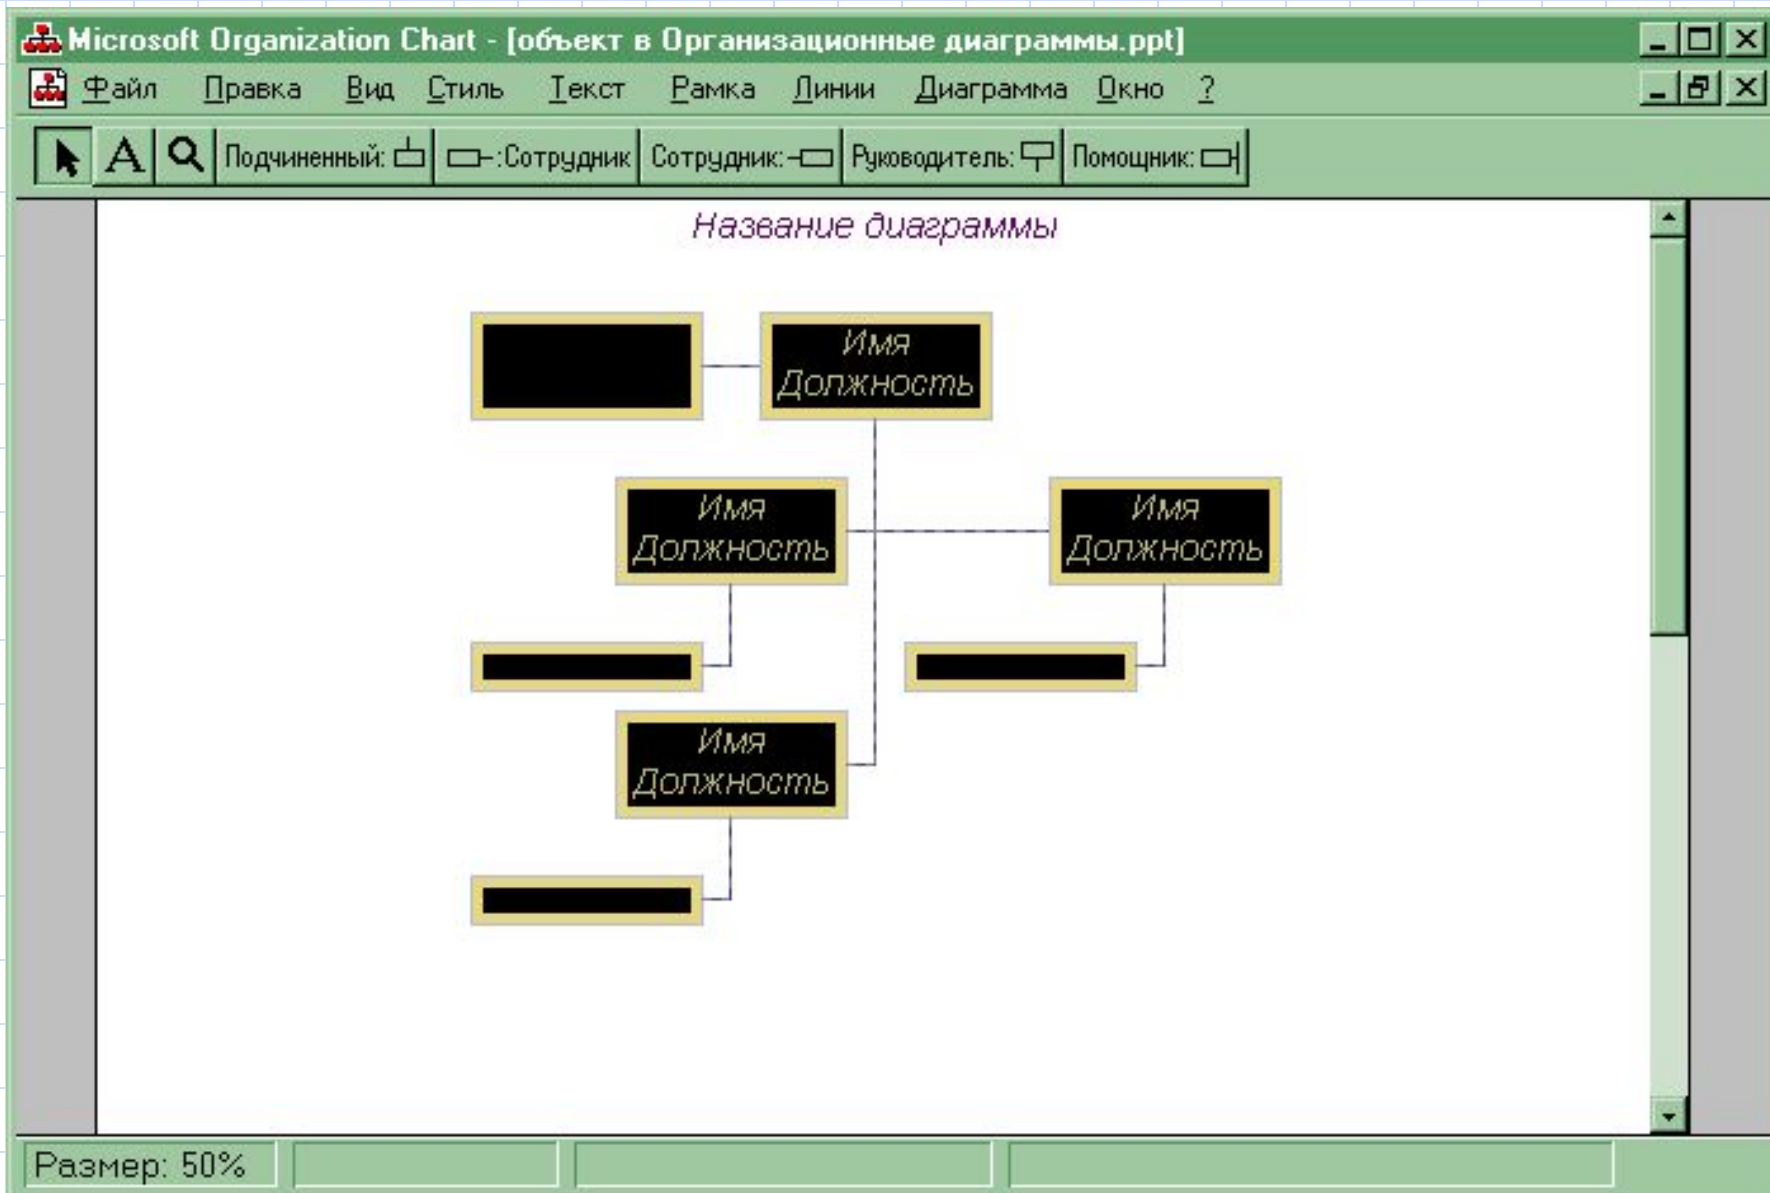 Microsoft Organization Chart - [объект в Организационные диаграммы.ppt]
Файл Правка Вид Стиль Текст Рамка Линии Диаграмма Окно ?
A Подчиненный: :Сотрудник Сотрудник: Руководитель: Помощник:
Название диаграммы
Имя
Должность
Имя
Должность
Имя
Должность
Имя
Должность
Размер: 50%